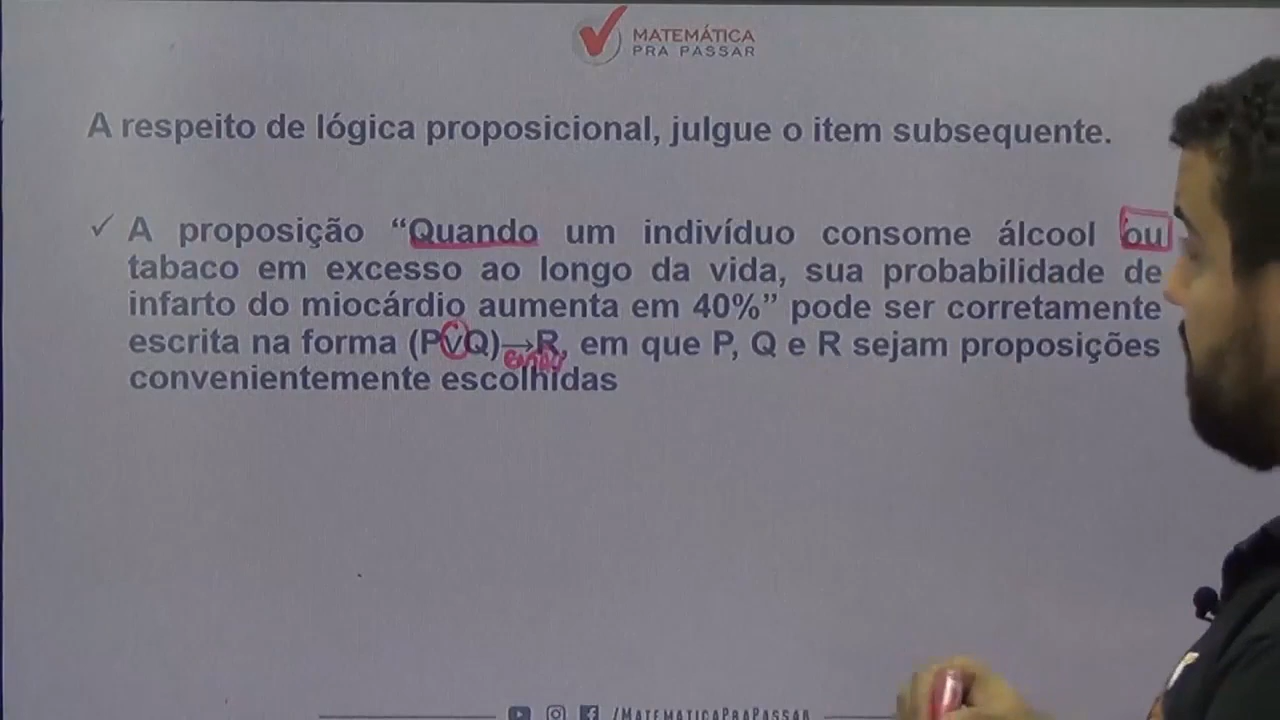 MATEMÁTICA
PRA PASSAR
A respeito de lógica proposicional, julgue o item subsequente.
✓ A proposição “Quando um indivíduo consome álcool ou
tabaco em excesso ao longo da vida, sua probabilidade de
infarto do miocárdio aumenta em 40%” pode ser corretamente
escrita na forma (P∨Q)→R, em que P, Q e R sejam proposições
então
convenientemente escolhidas
/MATEMATICAPRAPASSAR